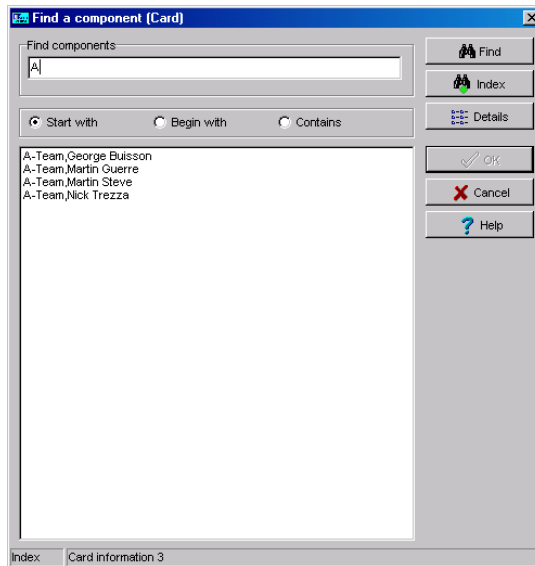 Find a component (Card)
Find components
A
Find
Index
Start with
Begin with
Contains
Details
A-Team,George Buisson
A-Team,Martin Guerre
A-Team,Martin Steve
A-Team,Nick Trezza
OK
Cancel
? Help
Index
Card information 3